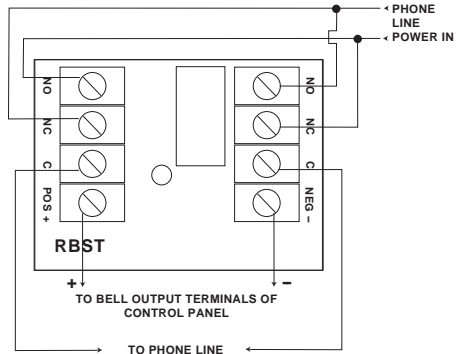 PHONE
LINE
POWER IN
NO
NO
NC
NC
C
C
POS +
NEG –
RBST
+
–
TO BELL OUTPUT TERMINALS OF
CONTROL PANEL
TO PHONE LINE